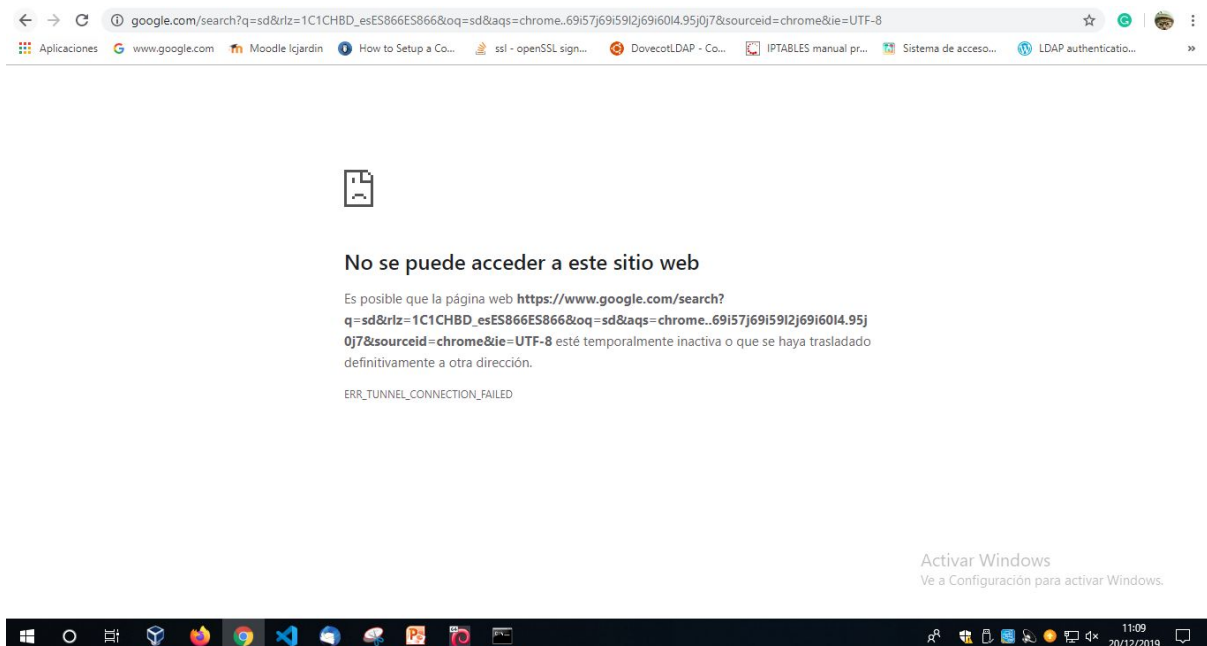 google.com/search?q=sd&rlz=1C1CHBD_esES866ES866&oq=sd&aqs=chrome..69i57j69i59l2j69i60l4.95j0j7&sourceid=chrome&ie=UTF-8
Aplicaciones www.google.com Moodle lcjardin How to Setup a Co... ssl - openSSL sign... DovecotLDAP - Co... IPTABLES manual pr... Sistema de acceso... LDAP authenticatio... »
No se puede acceder a este sitio web
Es posible que la página web https://www.google.com/search?
q=sd&rlz=1C1CHBD_esES866ES866&oq=sd&aqs=chrome..69i57j69i59l2j69i60l4.95j
0j7&sourceid=chrome&ie=UTF-8 esté temporalmente inactiva o que se haya trasladado
definitivamente a otra dirección.
ERR_TUNNEL_CONNECTION_FAILED
Activar Windows
Ve a Configuración para activar Windows.
11:09
20/12/2019